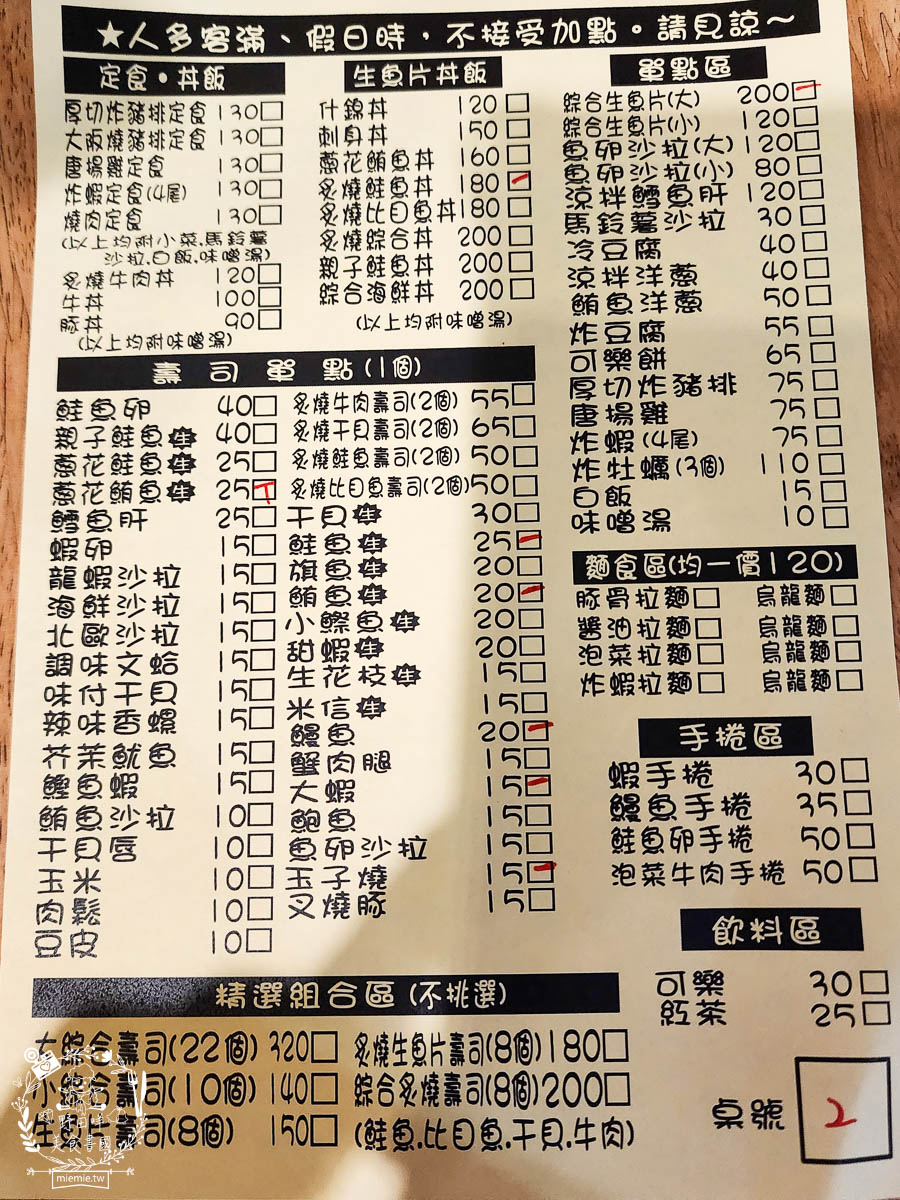 ★人多客滿、假日時，不接受加點。請見諒～
定食・丼飯
厚切炸豬排定食 130
大阪燒豬排定食 130
唐揚雞定食 130
炸蝦定食(4尾) 130
燒肉定食 130
(以上均附小菜.馬鈴薯
沙拉.白飯.味噌湯)
炙燒牛肉丼 120
牛丼 100
豚丼 90
(以上均附味噌湯)
生魚片丼飯
什錦丼 120
刺身丼 150
蔥花鮪魚丼 160
炙燒鮭魚丼 180
炙燒比目魚丼 180
炙燒綜合丼 200
親子鮭魚丼 200
綜合海鮮丼 200
(以上均附味噌湯)
單點區
綜合生魚片(大) 200
綜合生魚片(小) 120
魚卵沙拉(大) 120
魚卵沙拉(小) 80
涼拌鱈魚肝 120
馬鈴薯沙拉 30
冷豆腐 40
涼拌洋蔥 40
鮪魚洋蔥 50
炸豆腐 55
可樂餅 65
厚切炸豬排 75
唐揚雞 75
炸蝦(4尾) 75
炸牡蠣(3個) 110
白飯 15
味噌湯 10
壽司單點(1個)
鮭魚卵 40
親子鮭魚生 40
蔥花鮭魚生 25
蔥花鮪魚生 25
鱈魚肝 25
蝦卵 15
龍蝦沙拉 15
海鮮沙拉 15
北歐沙拉 15
調味文蛤 15
味付干貝 15
辣味香螺 15
芥茉魷魚 15
鰹魚蝦 15
鮪魚沙拉 10
干貝唇 10
玉米 10
肉鬆 10
豆皮 10
炙燒牛肉壽司(2個) 55
炙燒干貝壽司(2個) 65
炙燒鮭魚壽司(2個) 50
炙燒比目魚壽司(2個) 50
干貝生 30
鮭魚生 25
旗魚生 20
鮪魚生 20
小鰶魚生 20
甜蝦生 20
生花枝生 15
米信生 15
鰻魚 20
蟹肉腿 15
大蝦 15
鮑魚 15
魚卵沙拉 15
玉子燒 15
叉燒豚 15
麵食區(均一價120)
豚骨拉麵 烏龍麵
醬油拉麵 烏龍麵
泡菜拉麵 烏龍麵
炸蝦拉麵 烏龍麵
手捲區
蝦手捲 30
鰻魚手捲 35
鮭魚卵手捲 50
泡菜牛肉手捲 50
飲料區
可樂 30
紅茶 25
精選組合區(不挑選)
大綜合壽司(22個) 320
小綜合壽司(10個) 140
壽司(8個) 150
炙燒生魚片壽司(8個) 180
綜合炙燒壽司(8個) 200
(鮭魚.比目魚.干貝.牛肉)
桌號 2
miemie.tw